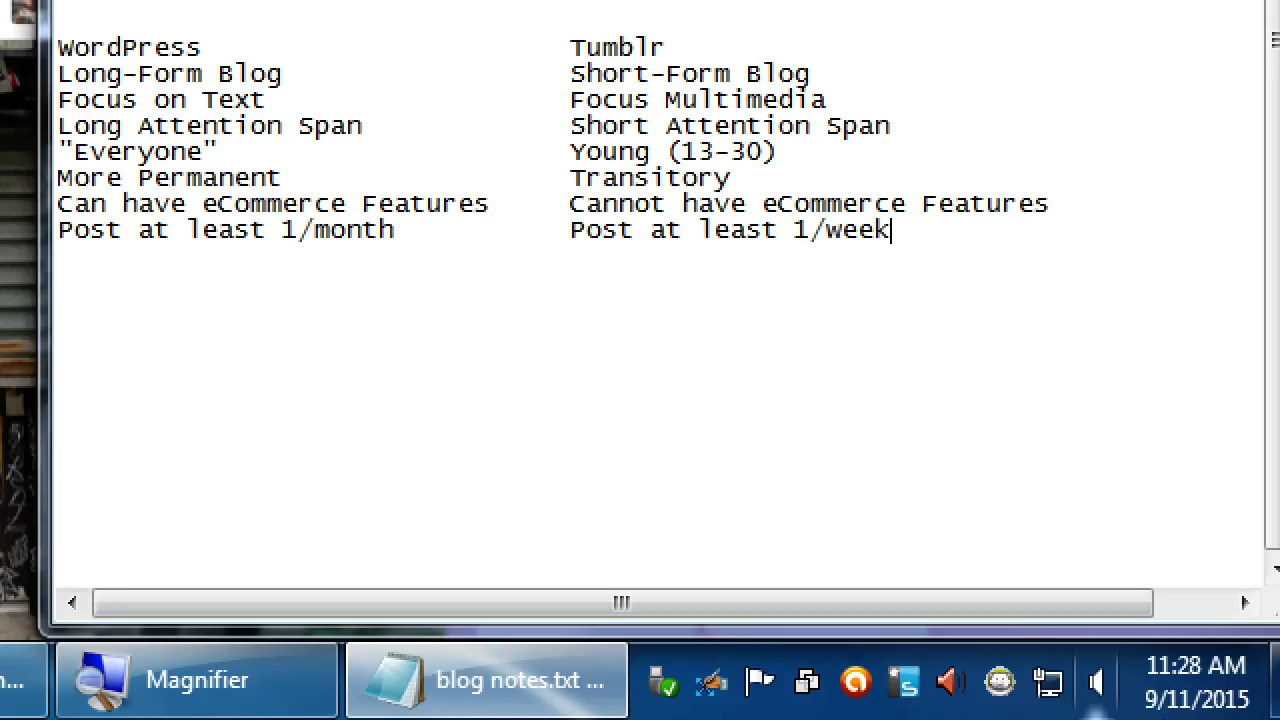 WordPress Tumblr
Long-Form Blog Short-Form Blog
Focus on Text Focus Multimedia
Long Attention Span Short Attention Span
"Everyone" Young (13-30)
More Permanent Transitory
Can have eCommerce Features Cannot have eCommerce Features
Post at least 1/month Post at least 1/week
n... Magnifier blog notes.txt ... 11:28 AM
9/11/2015